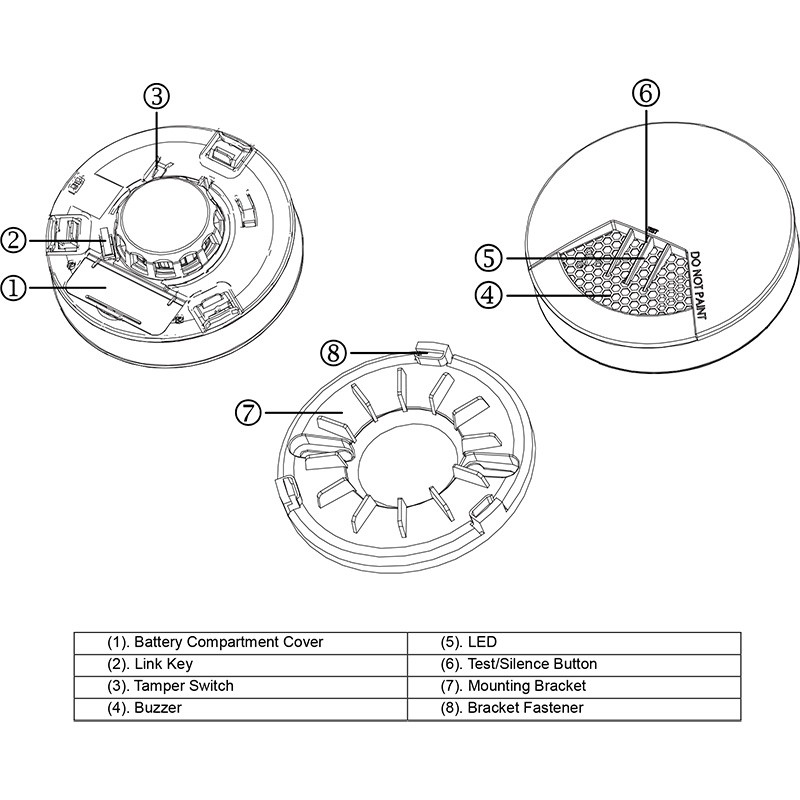 3
6
2
5
1
4
DO NOT PAINT
8
7
(1). Battery Compartment Cover
(5). LED
(2). Link Key
(6). Test/Silence Button
(3). Tamper Switch
(7). Mounting Bracket
(4). Buzzer
(8). Bracket Fastener